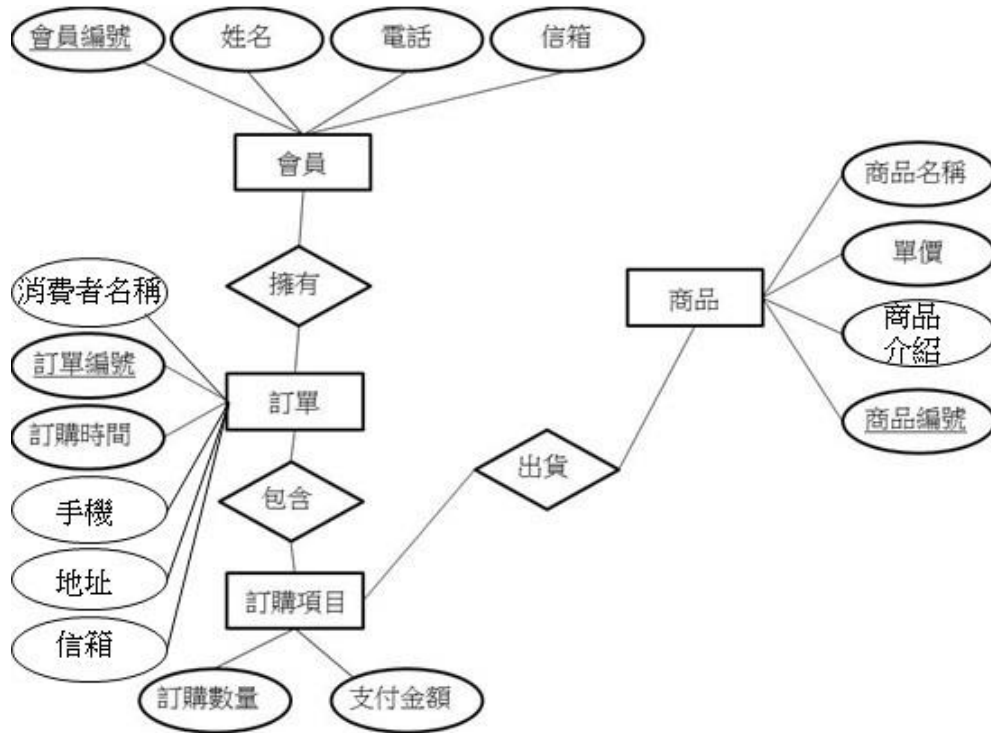 會員編號
姓名
電話
信箱
會員
擁有
消費者名稱
訂單編號
訂購時間
手機
地址
信箱
訂單
包含
訂購項目
訂購數量
支付金額
出貨
商品
商品名稱
單價
商品
介紹
商品編號